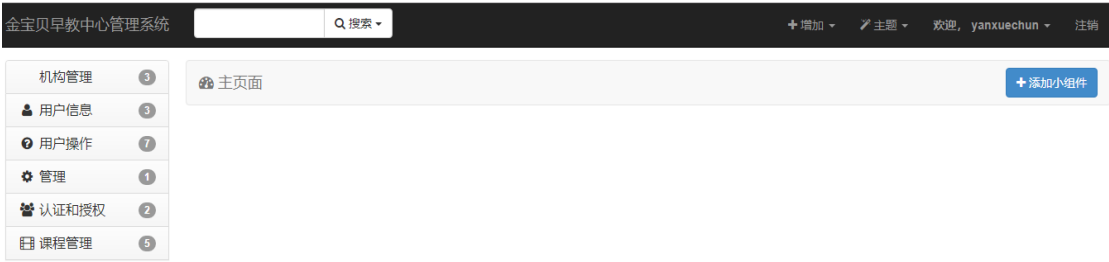 金宝贝早教中心管理系统 搜索 增加 主题 欢迎, yanxuechun 注销
机构管理 3
主页面 添加小组件
用户信息 3
用户操作 7
管理 1
认证和授权 2
课程管理 5